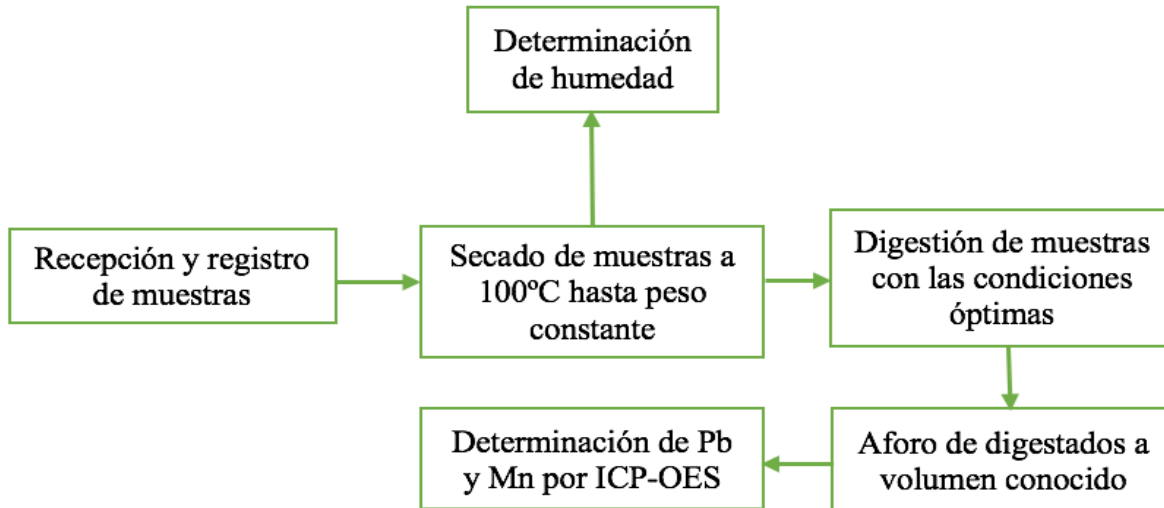 Determinación
de humedad
Recepción y registro
de muestras
Secado de muestras a
100ºC hasta peso
constante
Digestión de muestras
con las condiciones
óptimas
Determinación de Pb
y Mn por ICP-OES
Aforo de digestados a
volumen conocido